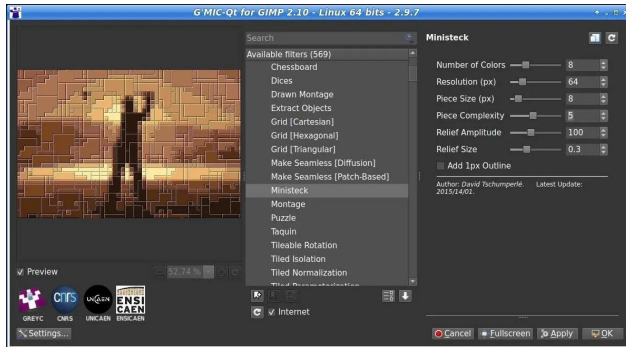 G'MIC-Qt for GIMP 2.10 - Linux 64 bits - 2.9.7
Search
Available filters (569)
Chessboard
Dices
Drawn Montage
Extract Objects
Grid [Cartesian]
Grid [Hexagonal]
Grid [Triangular]
Make Seamless [Diffusion]
Make Seamless [Patch-Based]
Ministeck
Montage
Puzzle
Taquin
Tileable Rotation
Tiled Isolation
Tiled Normalization
Tiled Parameterization
Internet
Ministeck
Number of Colors 8
Resolution (px) 64
Piece Size (px) 8
Piece Complexity 5
Relief Amplitude 100
Relief Size 0.3
Add 1px Outline
Author: David Tschumperlé. Latest Update:
2015/14/01.
Preview
52.74 %
cnrs
UNICAEN
ENSI
CAEN
GREYC CNRS UNICAEN ENSICAEN
Settings...
Cancel Fullscreen Apply OK